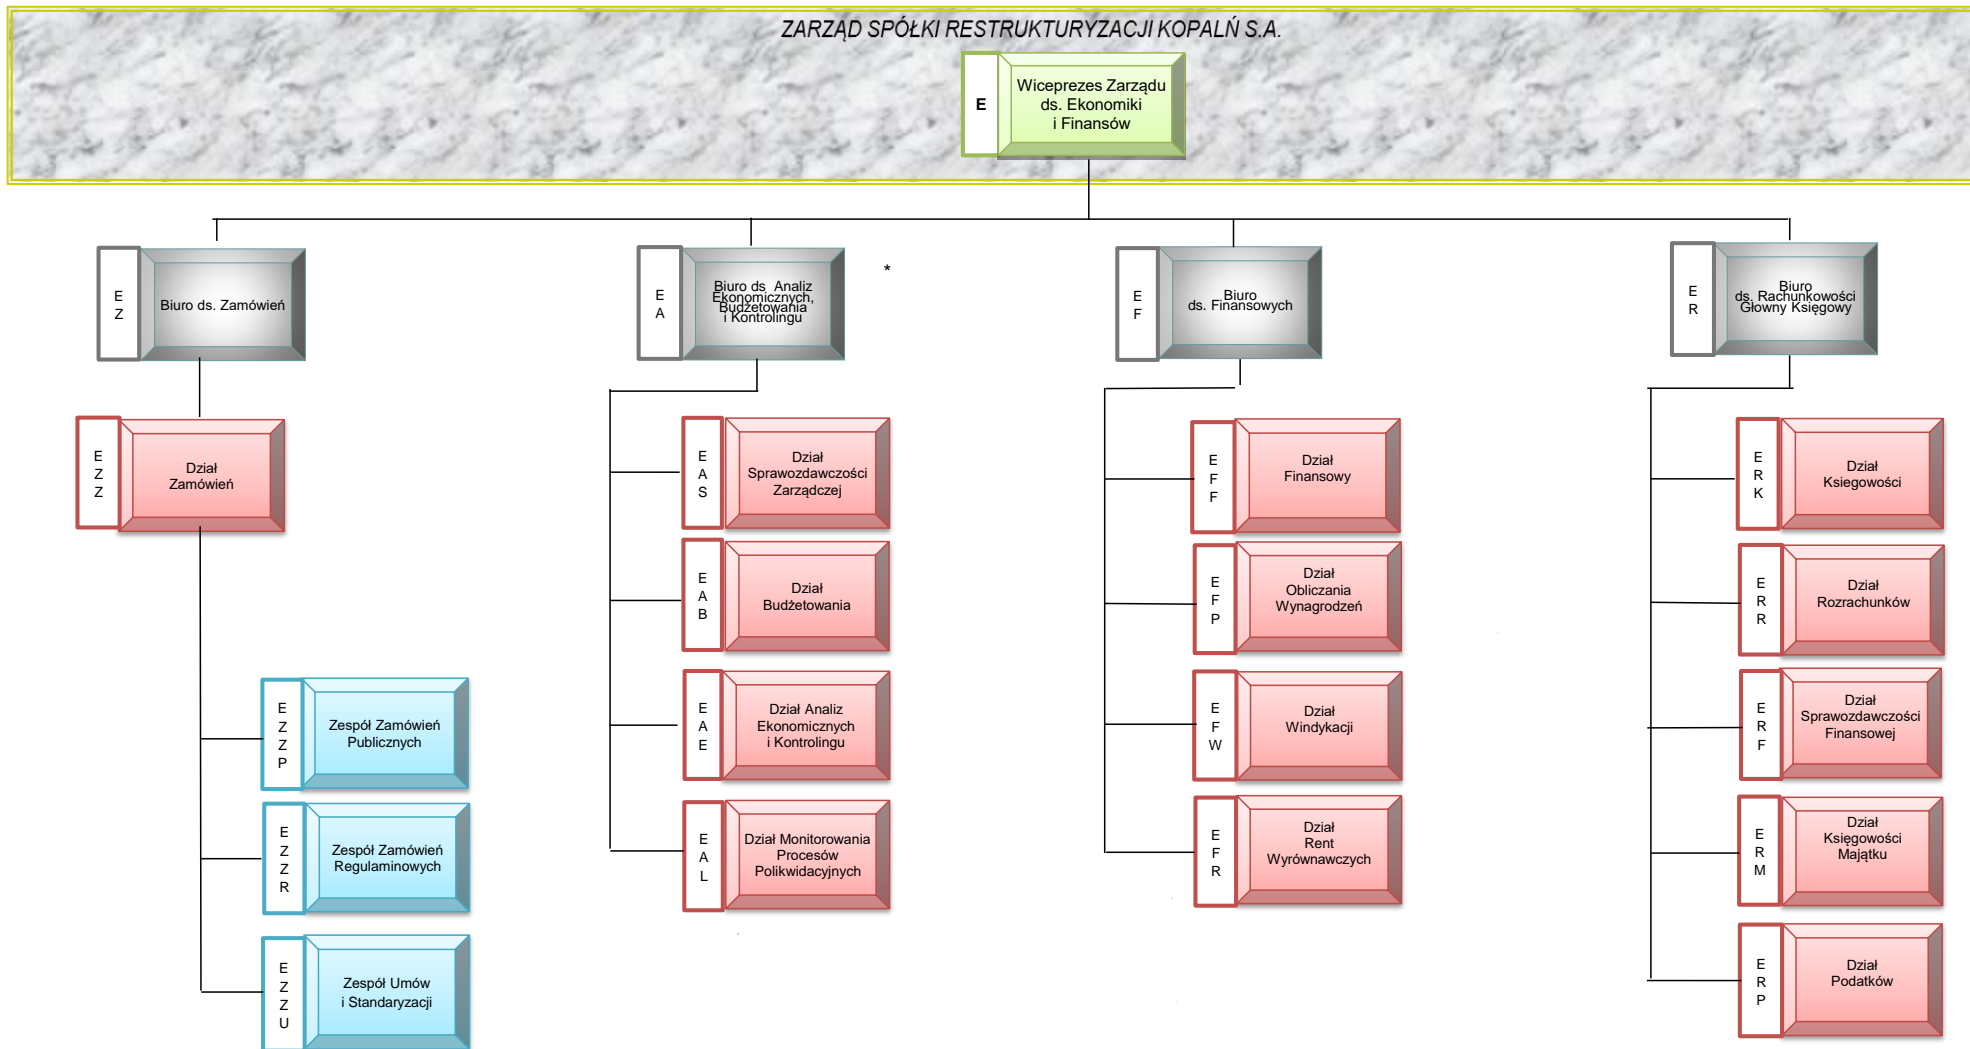 ZARZĄD SPÓŁKI RESTRUKTURYZACJI KOPALŃ S.A.
E
Wiceprezes Zarządu
ds. Ekonomiki
i Finansów
E
Z
Biuro ds. Zamówień
E
A
Biuro ds. Analiz
Ekonomicznych,
Budżetowania
i Kontrolingu
*
E
F
Biuro
ds. Finansowych
E
R
Biuro
ds. Rachunkowości
Głowny Księgowy
E
Z
Z
Dział
Zamówień
E
Z
Z
P
Zespół Zamówień
Publicznych
E
Z
Z
R
Zespół Zamówień
Regulaminowych
E
Z
Z
U
Zespół Umów
i Standaryzacji
E
A
S
Dział
Sprawozdawczości
Zarządczej
E
A
B
Dział
Budżetowania
E
A
E
Dział Analiz
Ekonomicznych
i Kontrolingu
E
A
L
Dział Monitorowania
Procesów
Polikwidacyjnych
E
F
F
Dział
Finansowy
E
F
P
Dział
Obliczania
Wynagrodzeń
E
F
W
Dział
Windykacji
E
F
R
Dział
Rent
Wyrównawczych
E
R
K
Dział
Ksiegowości
E
R
R
Dział
Rozrachunków
E
R
F
Dział
Sprawozdawczości
Finansowej
E
R
M
Dział
Księgowości
Majątku
E
R
P
Dział
Podatków